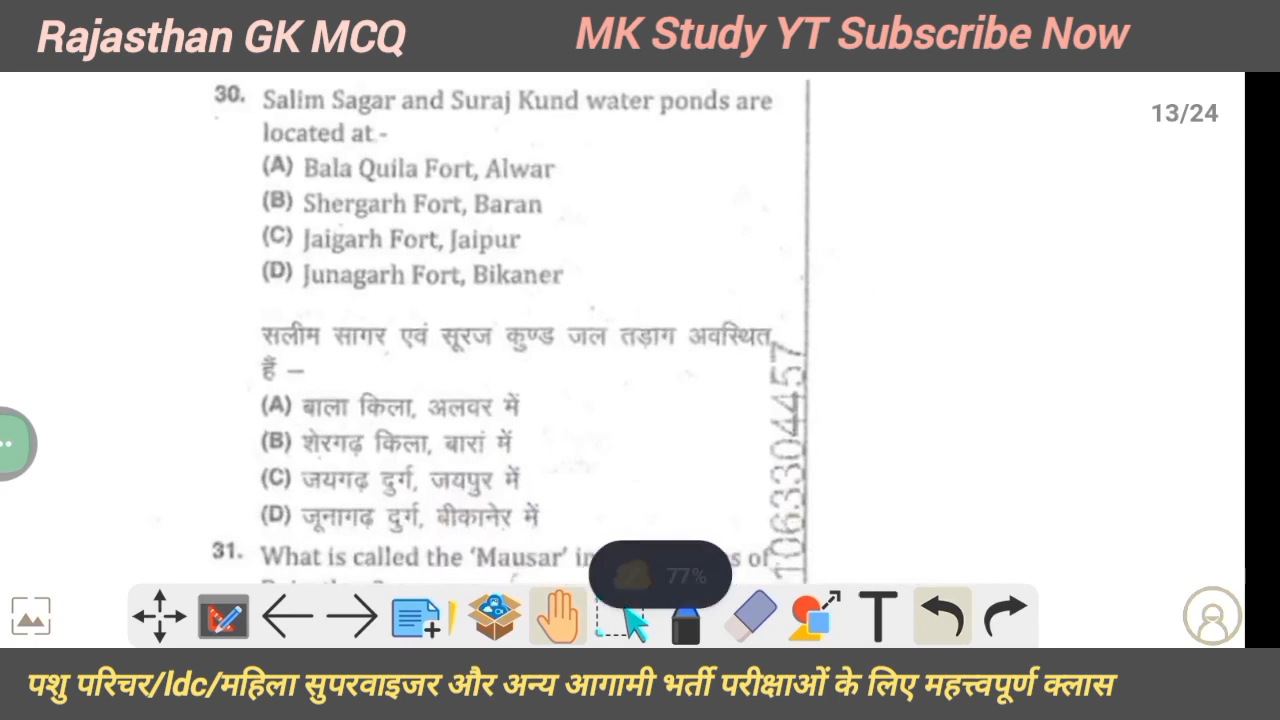 Rajasthan GK MCQ
MK Study YT Subscribe Now
13/24
30. Salim Sagar and Suraj Kund water ponds are
located at -
(A) Bala Quila Fort, Alwar
(B) Shergarh Fort, Baran
(C) Jaigarh Fort, Jaipur
(D) Junagarh Fort, Bikaner
सलीम सागर एवं सूरज कुण्ड जल तड़ाग अवस्थित
हैं –
(A) बाला किला, अलवर में
(B) शेरगढ़ किला, बारां में
(C) जयगढ़ दुर्ग, जयपुर में
(D) जूनागढ़ दुर्ग, बीकानेर में
1063304457
31. What is called the ‘Mausar’ in
s of
77%
पशु परिचर/ldc/महिला सुपरवाइजर और अन्य आगामी भर्ती परीक्षाओं के लिए महत्त्वपूर्ण क्लास